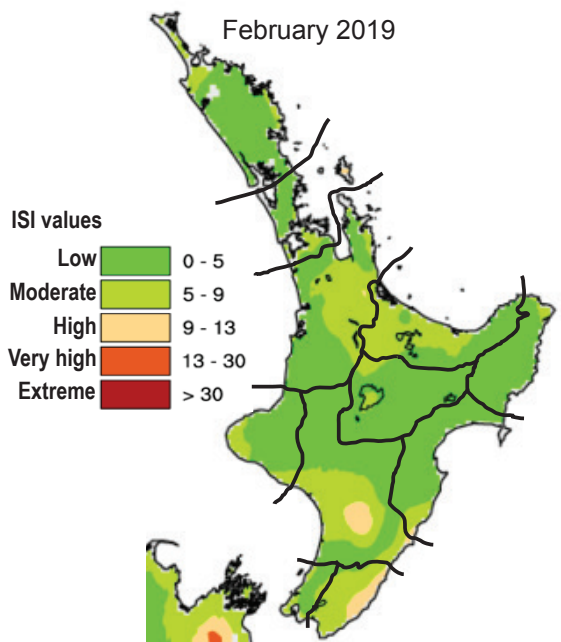 February 2019
ISI values
Low 0 - 5
Moderate 5 - 9
High 9 - 13
Very high 13 - 30
Extreme > 30